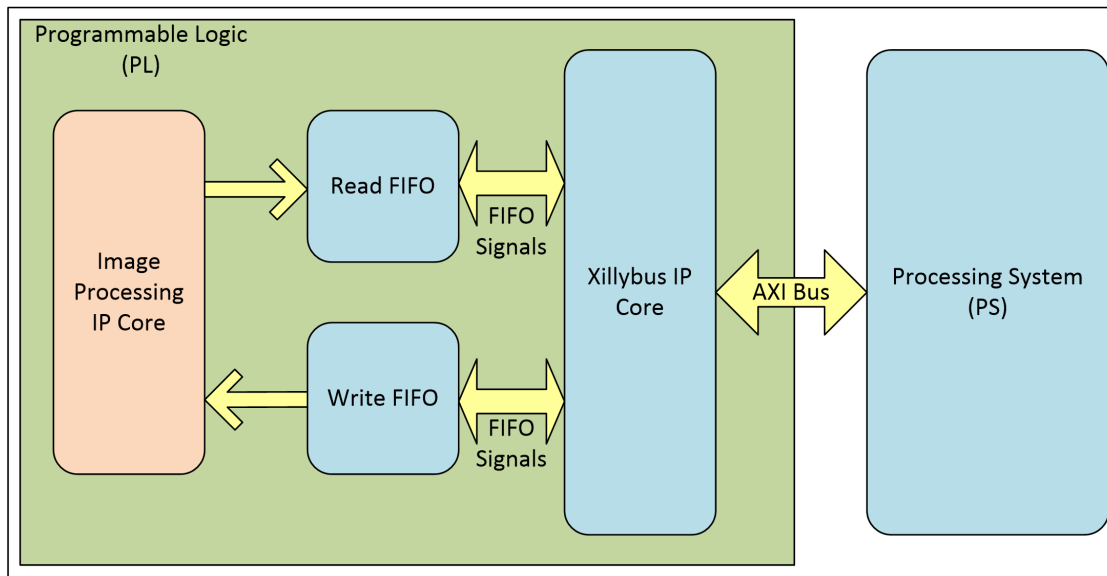 Programmable Logic
(PL)
Image
Processing
IP Core
Read FIFO
FIFO
Signals
Write FIFO
FIFO
Signals
Xillybus IP
Core
AXI Bus
Processing System
(PS)